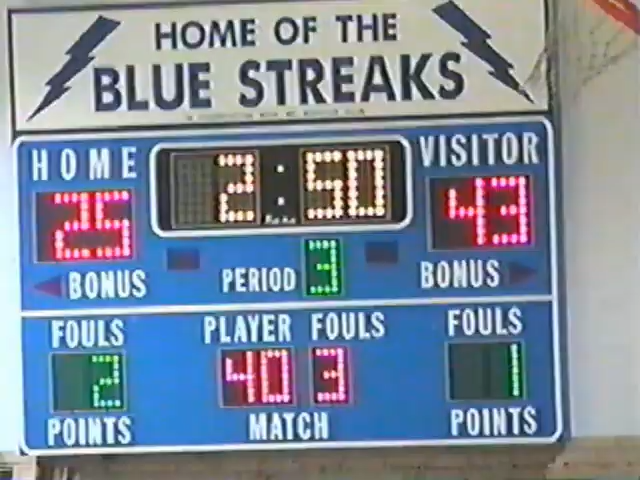 HOME OF THE
BLUE STREAKS
HOME 2:50 VISITOR
25 43
BONUS PERIOD 3 BONUS
FOULS PLAYER FOULS FOULS
2 40 3 1
POINTS MATCH POINTS